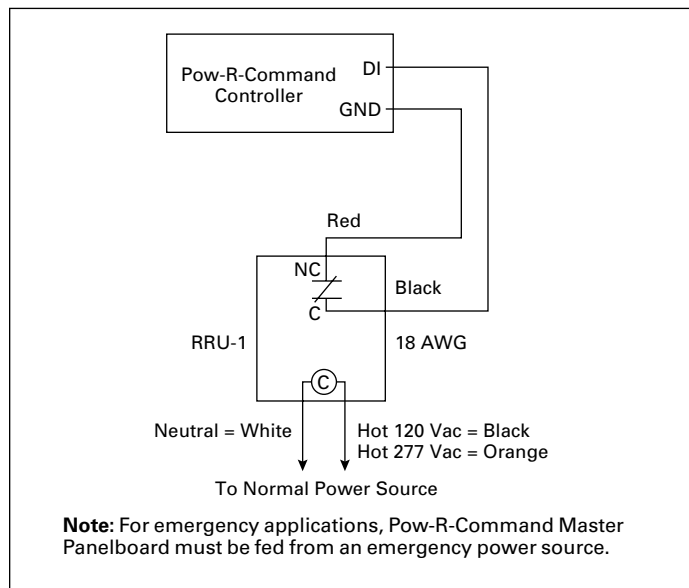 Pow-R-Command
Controller
DI
GND
Red
NC
Black
C
RRU-1
18 AWG
C
Neutral = White
Hot 120 Vac = Black
Hot 277 Vac = Orange
To Normal Power Source
Note: For emergency applications, Pow-R-Command Master
Panelboard must be fed from an emergency power source.